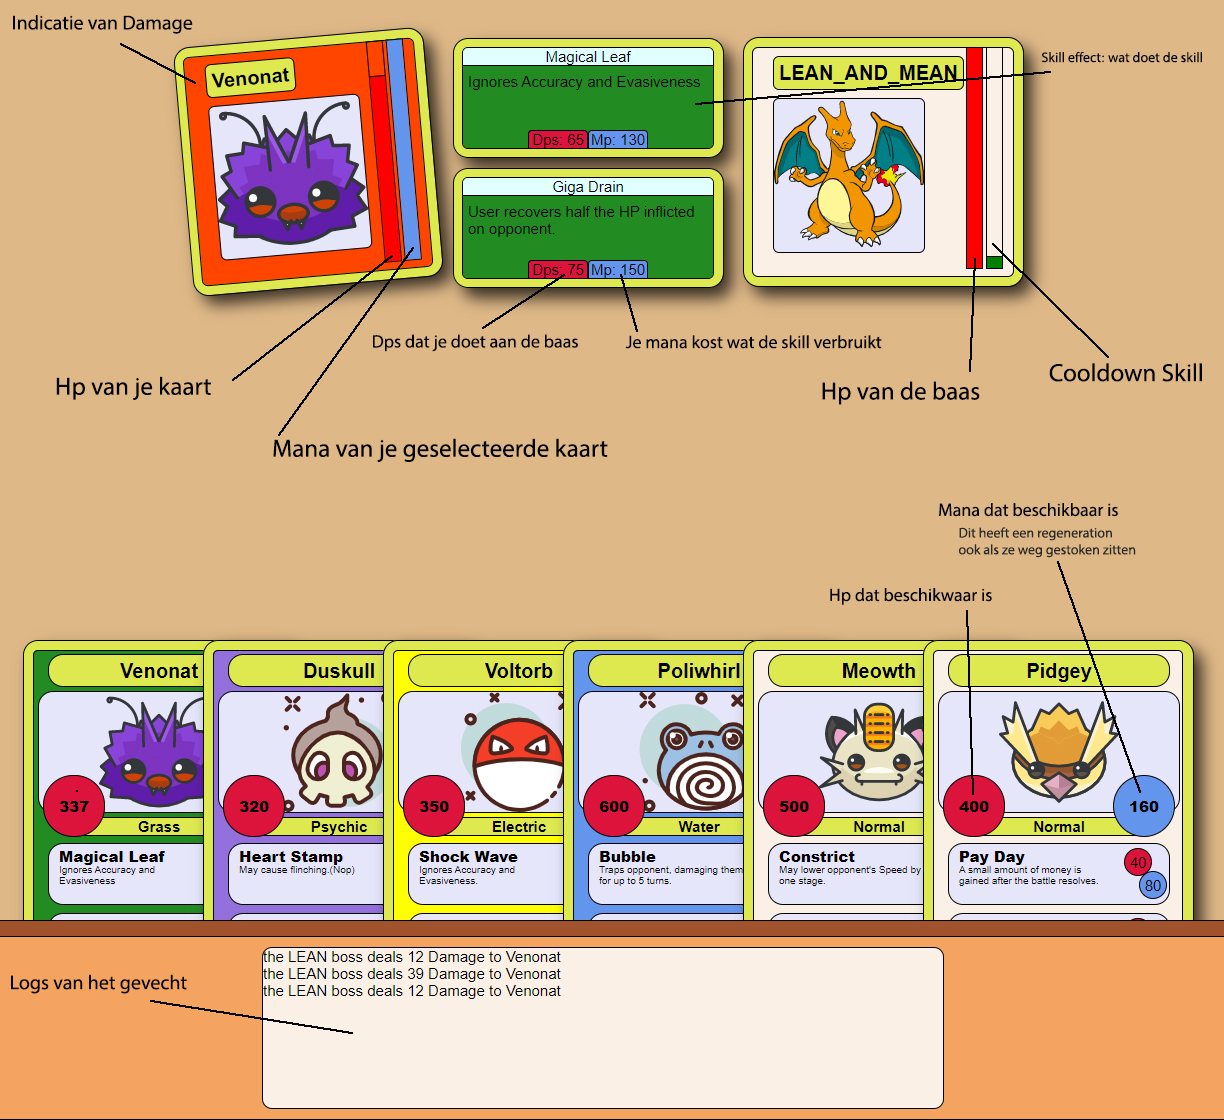 Indicatie van Damage
Venonat
Magical Leaf
Ignores Accuracy and Evasiveness
Dps: 65 Mp: 130
Giga Drain
User recovers half the HP inflicted
on opponent.
Dps: 75 Mp: 150
LEAN_AND_MEAN
Skill effect: wat doet de skill
Dps dat je doet aan de baas
Je mana kost wat de skill verbruikt
Hp van je kaart
Hp van de baas
Cooldown Skill
Mana van je geselecteerde kaart
Mana dat beschikbaar is
Dit heeft een regeneration
ook als ze weg gestoken zitten
Hp dat beschikwaar is
Venonat
337
Grass
Magical Leaf
Ignores Accuracy and
Evasiveness
Duskull
320
Psychic
Heart Stamp
May cause flinching.(Nop)
Voltorb
350
Electric
Shock Wave
Ignores Accuracy and
Evasiveness.
Poliwhirl
600
Water
Bubble
Traps opponent, damaging them
for up to 5 turns.
Meowth
500
Normal
Constrict
May lower opponent's Speed by
one stage.
Pidgey
400
160
Normal
Pay Day
A small amount of money is
gained after the battle resolves.
40
80
the LEAN boss deals 12 Damage to Venonat
the LEAN boss deals 39 Damage to Venonat
the LEAN boss deals 12 Damage to Venonat
Logs van het gevecht